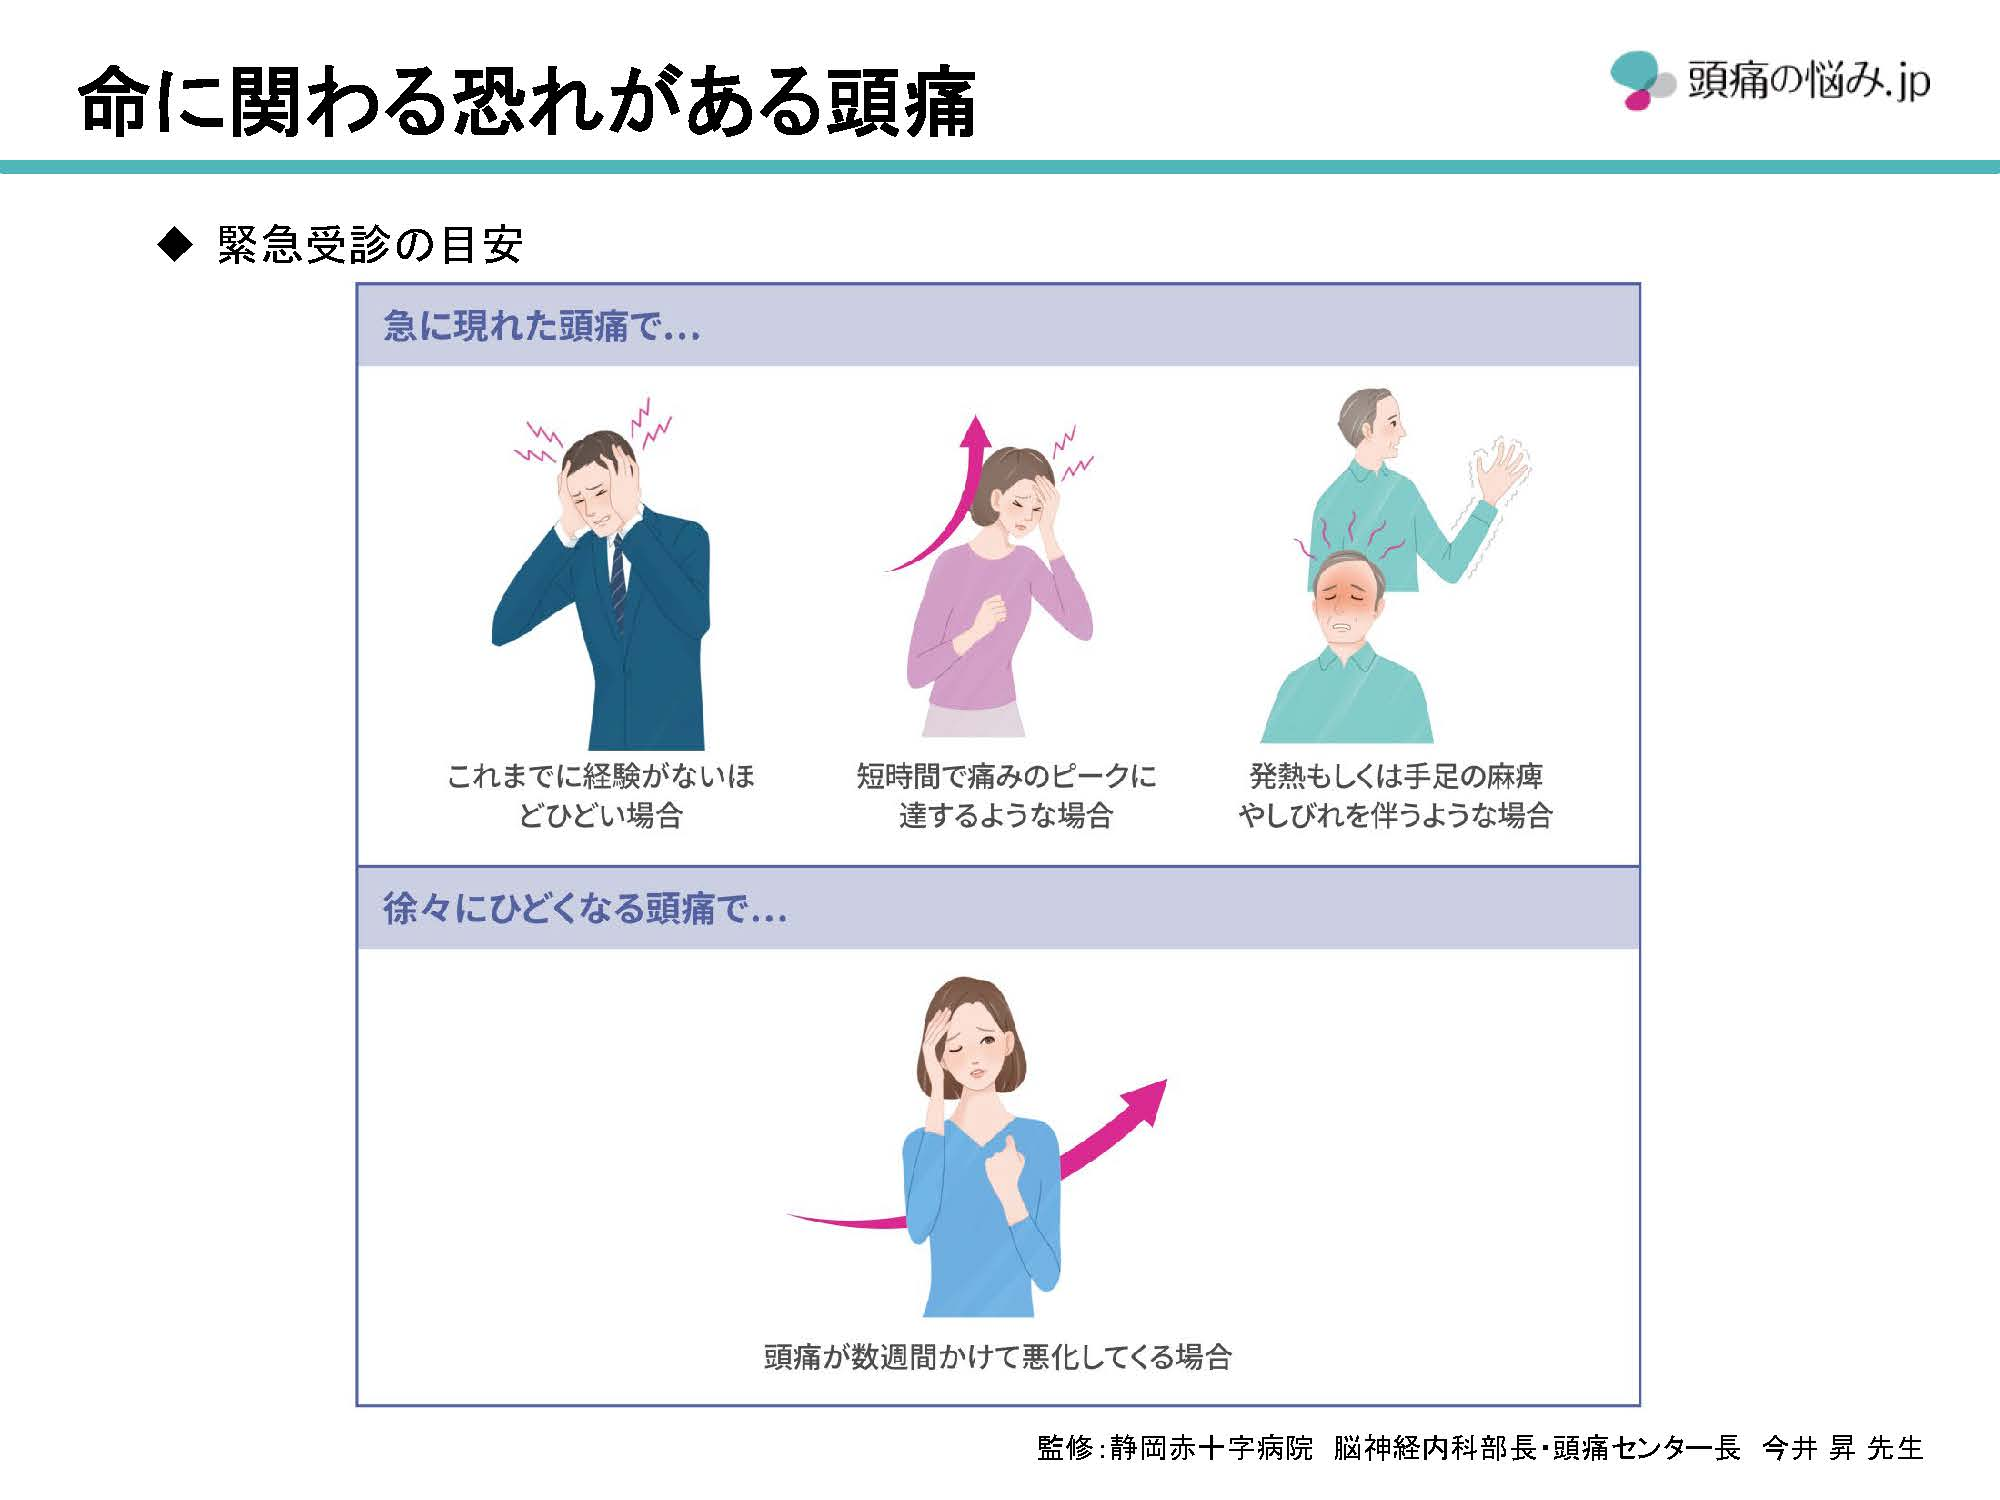 命に関わる恐れがある頭痛
頭痛の悩み.jp
◆ 緊急受診の目安
急に現れた頭痛で...
これまでに経験がないほ
どひどい場合
短時間で痛みのピークに
達するような場合
発熱もしくは手足の麻痺
やしびれを伴うような場合
徐々にひどくなる頭痛で...
頭痛が数週間かけて悪化してくる場合
監修：静岡赤十字病院　脳神経内科部長・頭痛センター長　今井 昇 先生